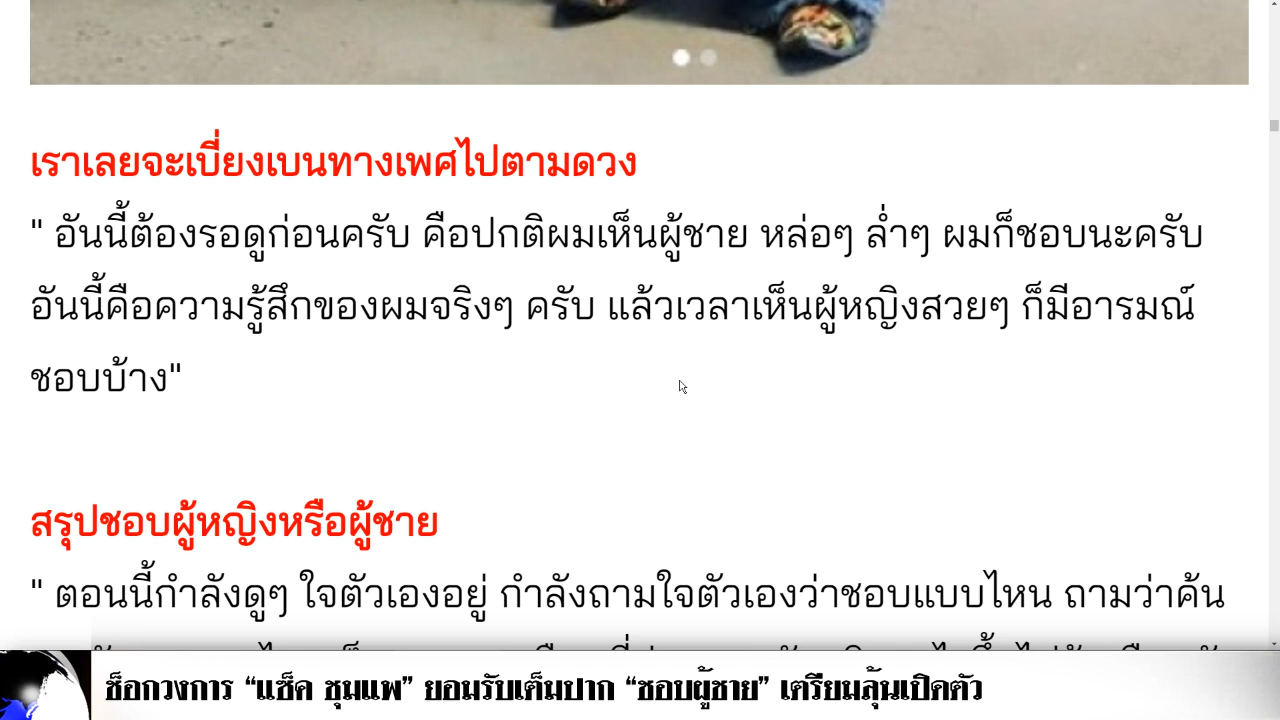 เราเลยจะเบี่ยงเบนทางเพศไปตามดวง
" อันนี้ต้องรอดูก่อนครับ คือปกติผมเห็นผู้ชาย หล่อๆ ล่ำๆ ผมก็ชอบนะครับ
อันนี้คือความรู้สึกของผมจริงๆ ครับ แล้วเวลาเห็นผู้หญิงสวยๆ ก็มีอารมณ์
ชอบบ้าง"
สรุปชอบผู้หญิงหรือผู้ชาย
" ตอนนี้กำลังดูๆ ใจตัวเองอยู่ กำลังถามใจตัวเองว่าชอบแบบไหน ถามว่าค้น
ช็อกวงการ “แช็ค ชุมแพ” ยอมรับเต็มปาก “ชอบผู้ชาย” เตรียมลุ้นเปิดตัว